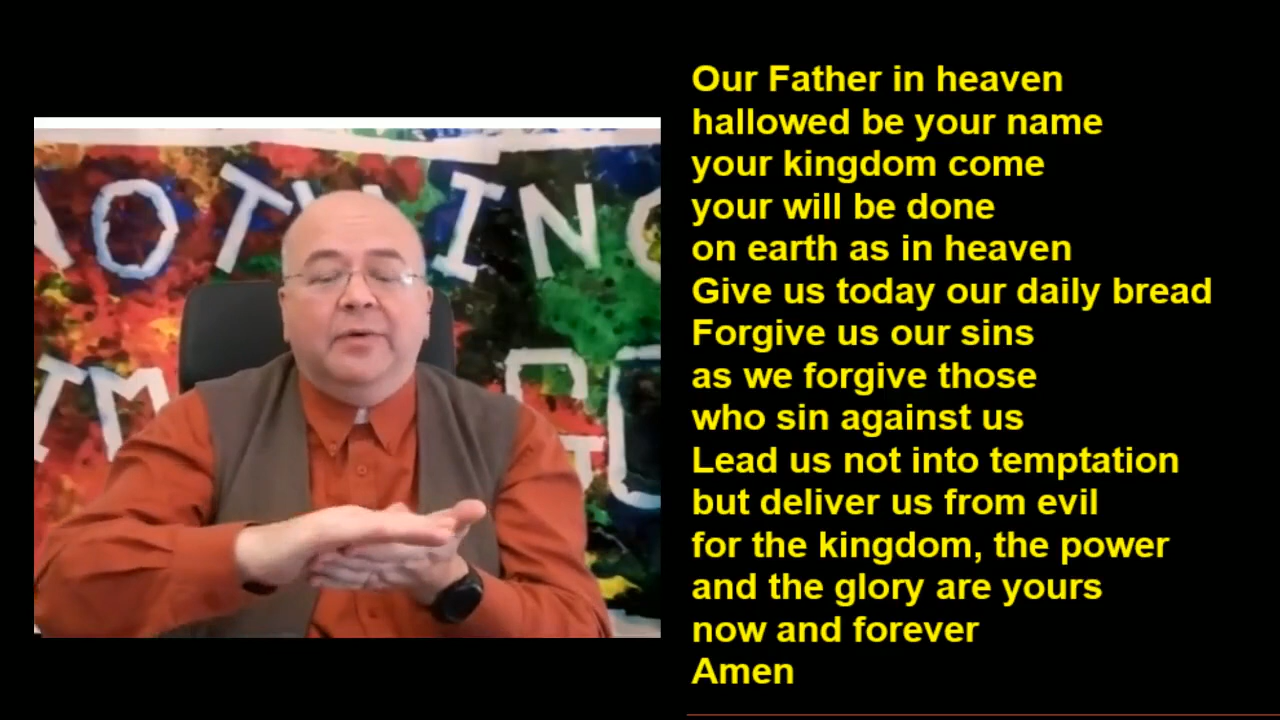 NOTHING
IM
Our Father in heaven
hallowed be your name
your kingdom come
your will be done
on earth as in heaven
Give us today our daily bread
Forgive us our sins
as we forgive those
who sin against us
Lead us not into temptation
but deliver us from evil
for the kingdom, the power
and the glory are yours
now and forever
Amen